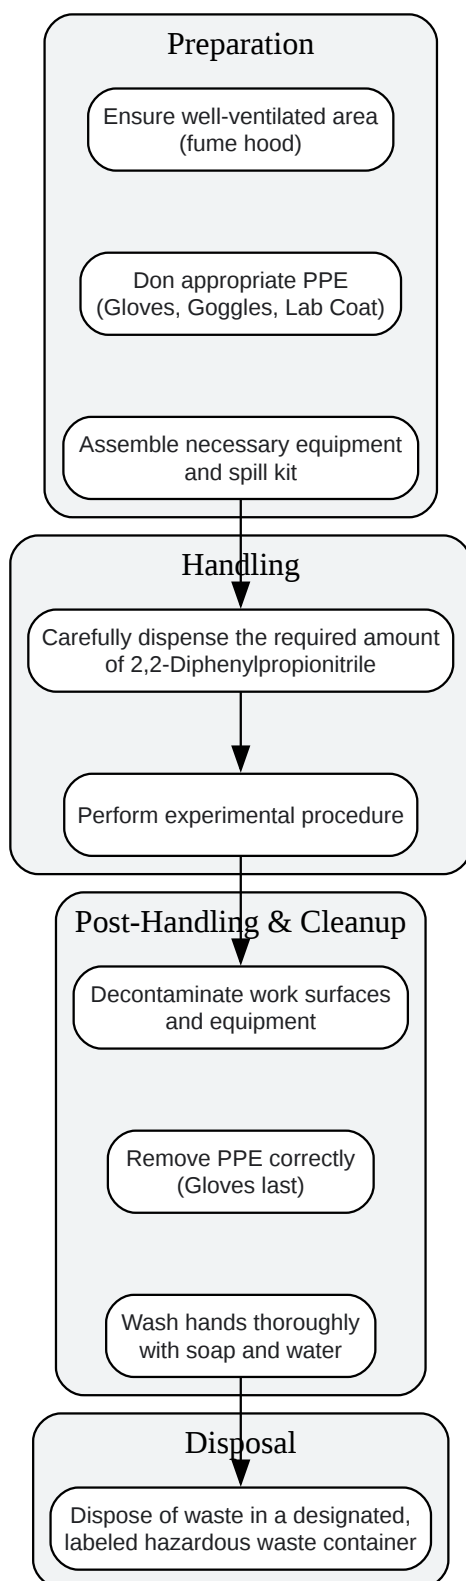 Preparation
Ensure well-ventilated area
(fume hood)
Don appropriate PPE
(Gloves, Goggles, Lab Coat)
Assemble necessary equipment
and spill kit
Handling
Carefully dispense the required amount
of 2,2-Diphenylpropionitrile
Perform experimental procedure
Post-Handling & Cleanup
Decontaminate work surfaces
and equipment
Remove PPE correctly
(Gloves last)
Wash hands thoroughly
with soap and water
Disposal
Dispose of waste in a designated,
labeled hazardous waste container